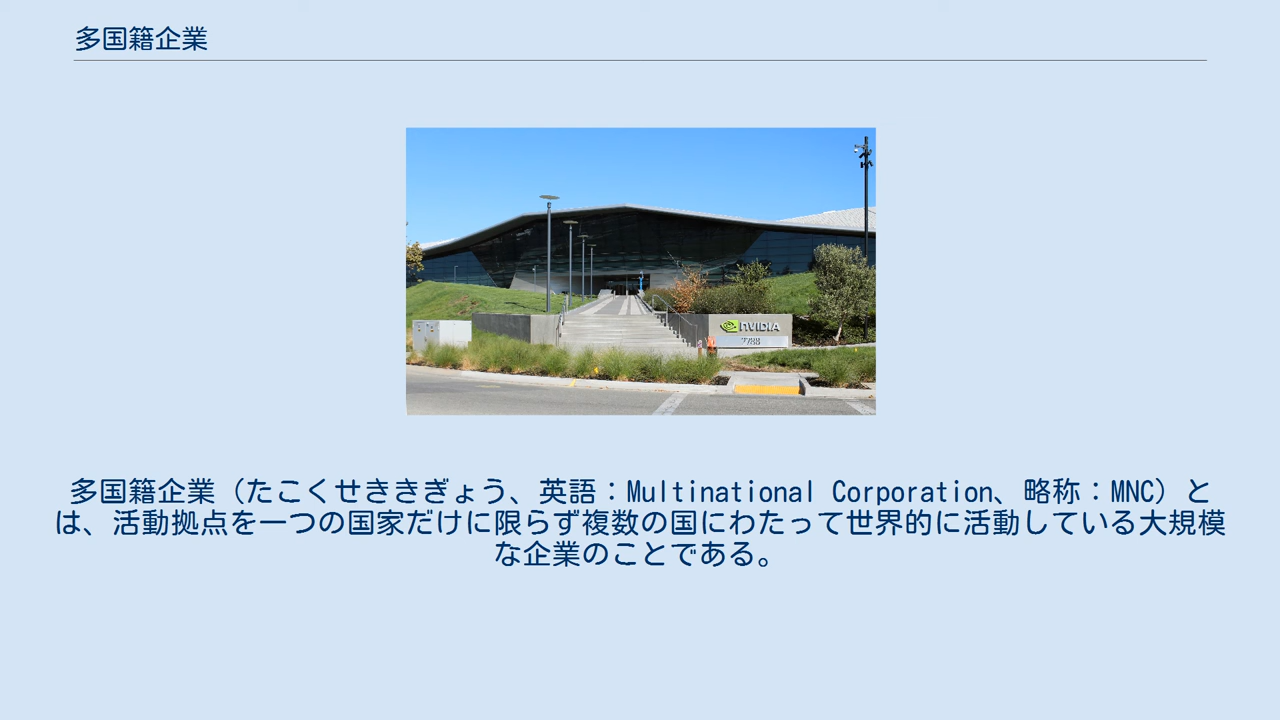 多国籍企業
NVIDIA
2788
多国籍企業（たこくせききぎょう、英語：Multinational Corporation、略称：MNC）と
は、活動拠点を一つの国家だけに限らず複数の国にわたって世界的に活動している大規模
な企業のことである。